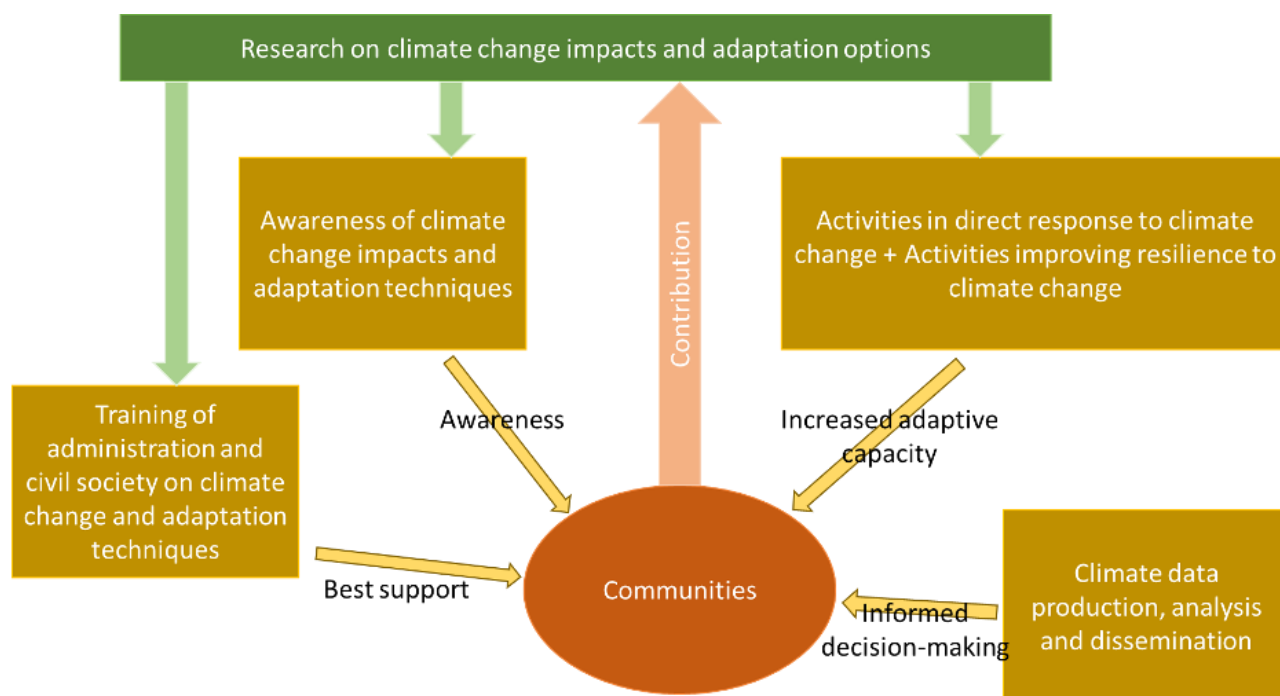 Research on climate change impacts and adaptation options
Awareness of climate
change impacts and
adaptation techniques
Activities in direct response to climate
change + Activities improving resilience to
climate change
Contribution
Training of
administration and
civil society on climate
change and adaptation
techniques
Awareness
Increased adaptive
capacity
Best support
Communities
Informed
decision-making
Climate data
production, analysis
and dissemination